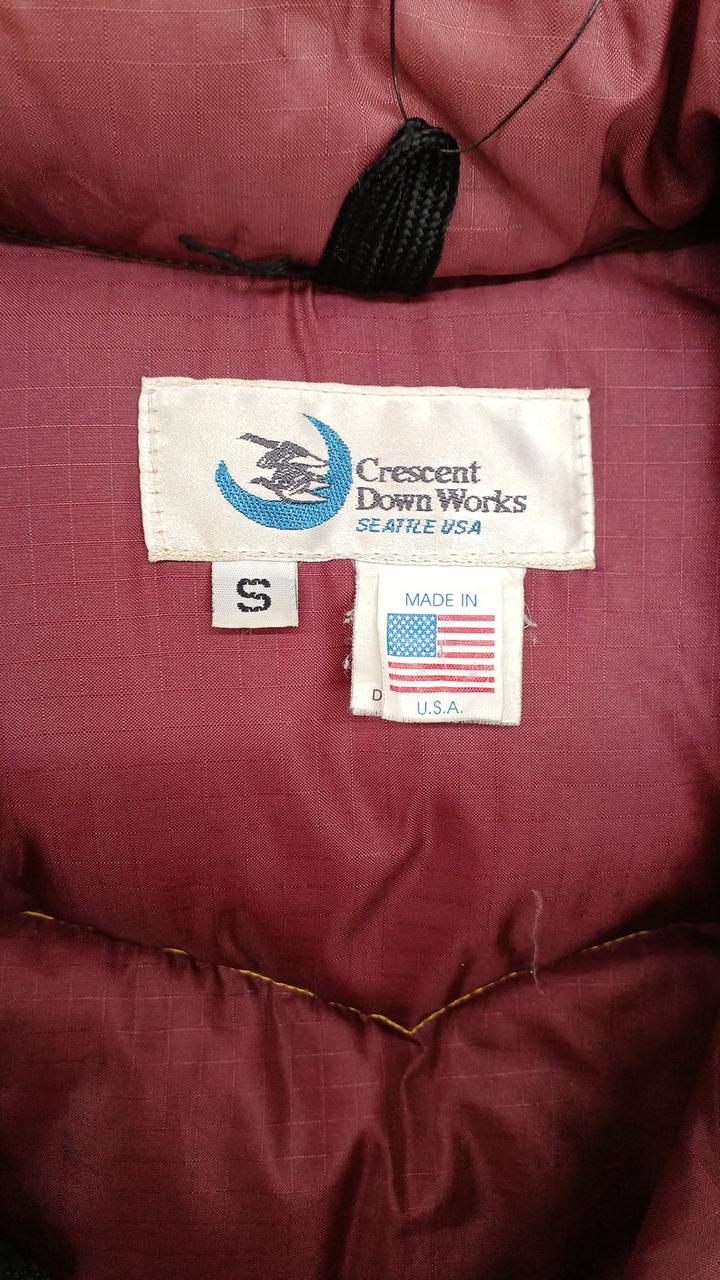 Crescent
Down Works
SEATTLE USA
S
MADE IN
D
U.S.A.